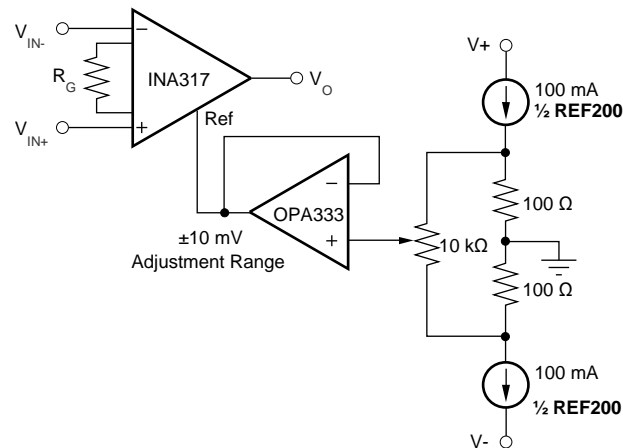 V+
V_IN-
R_G
INA317
V_O
V_IN+
Ref
100 mA
½ REF200
OPA333
±10 mV
Adjustment Range
10 kΩ
100 Ω
100 Ω
100 mA
½ REF200
V-